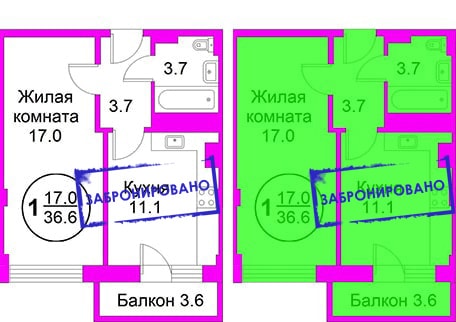 Жилая
комната
17.0
3.7
3.7
Кухня
11.1
1 17.0
36.6
ЗАБРОНИРОВАНО
Балкон 3.6
Жилая
комната
17.0
3.7
3.7
Кухня
11.1
1 17.0
36.6
ЗАБРОНИРОВАНО
Балкон 3.6